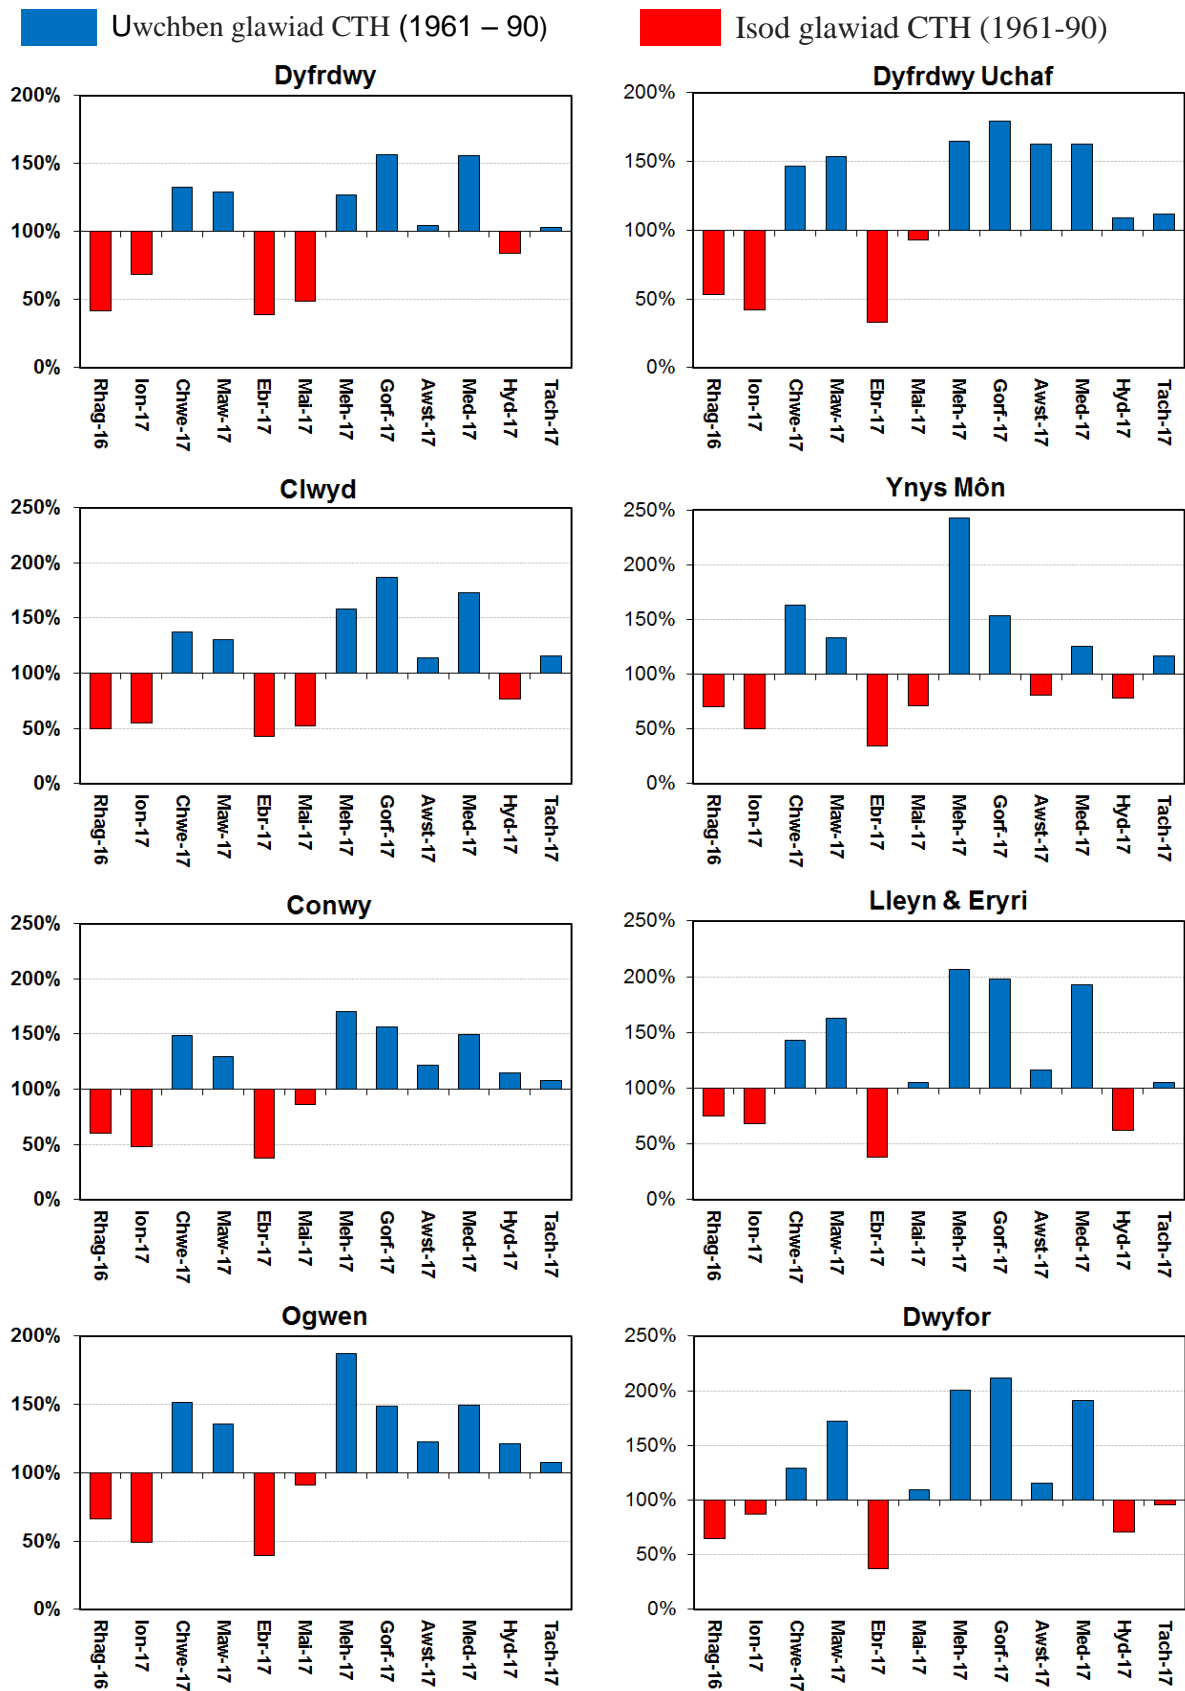 Uwchben glawiad CTH (1961 – 90)
Isod glawiad CTH (1961-90)
Dyfrdwy
200%
150%
100%
50%
0%
Rhag-16
Ion-17
Chwe-17
Maw-17
Ebr-17
Mai-17
Meh-17
Gorf-17
Awst-17
Med-17
Hyd-17
Tach-17
Dyfrdwy Uchaf
200%
150%
100%
50%
0%
Rhag-16
Ion-17
Chwe-17
Maw-17
Ebr-17
Mai-17
Meh-17
Gorf-17
Awst-17
Med-17
Hyd-17
Tach-17
Clwyd
250%
200%
150%
100%
50%
0%
Rhag-16
Ion-17
Chwe-17
Maw-17
Ebr-17
Mai-17
Meh-17
Gorf-17
Awst-17
Med-17
Hyd-17
Tach-17
Ynys Môn
250%
200%
150%
100%
50%
0%
Rhag-16
Ion-17
Chwe-17
Maw-17
Ebr-17
Mai-17
Meh-17
Gorf-17
Awst-17
Med-17
Hyd-17
Tach-17
Conwy
250%
200%
150%
100%
50%
0%
Rhag-16
Ion-17
Chwe-17
Maw-17
Ebr-17
Mai-17
Meh-17
Gorf-17
Awst-17
Med-17
Hyd-17
Tach-17
Lleyn & Eryri
250%
200%
150%
100%
50%
0%
Rhag-16
Ion-17
Chwe-17
Maw-17
Ebr-17
Mai-17
Meh-17
Gorf-17
Awst-17
Med-17
Hyd-17
Tach-17
Ogwen
200%
150%
100%
50%
0%
Rhag-16
Ion-17
Chwe-17
Maw-17
Ebr-17
Mai-17
Meh-17
Gorf-17
Awst-17
Med-17
Hyd-17
Tach-17
Dwyfor
250%
200%
150%
100%
50%
0%
Rhag-16
Ion-17
Chwe-17
Maw-17
Ebr-17
Mai-17
Meh-17
Gorf-17
Awst-17
Med-17
Hyd-17
Tach-17